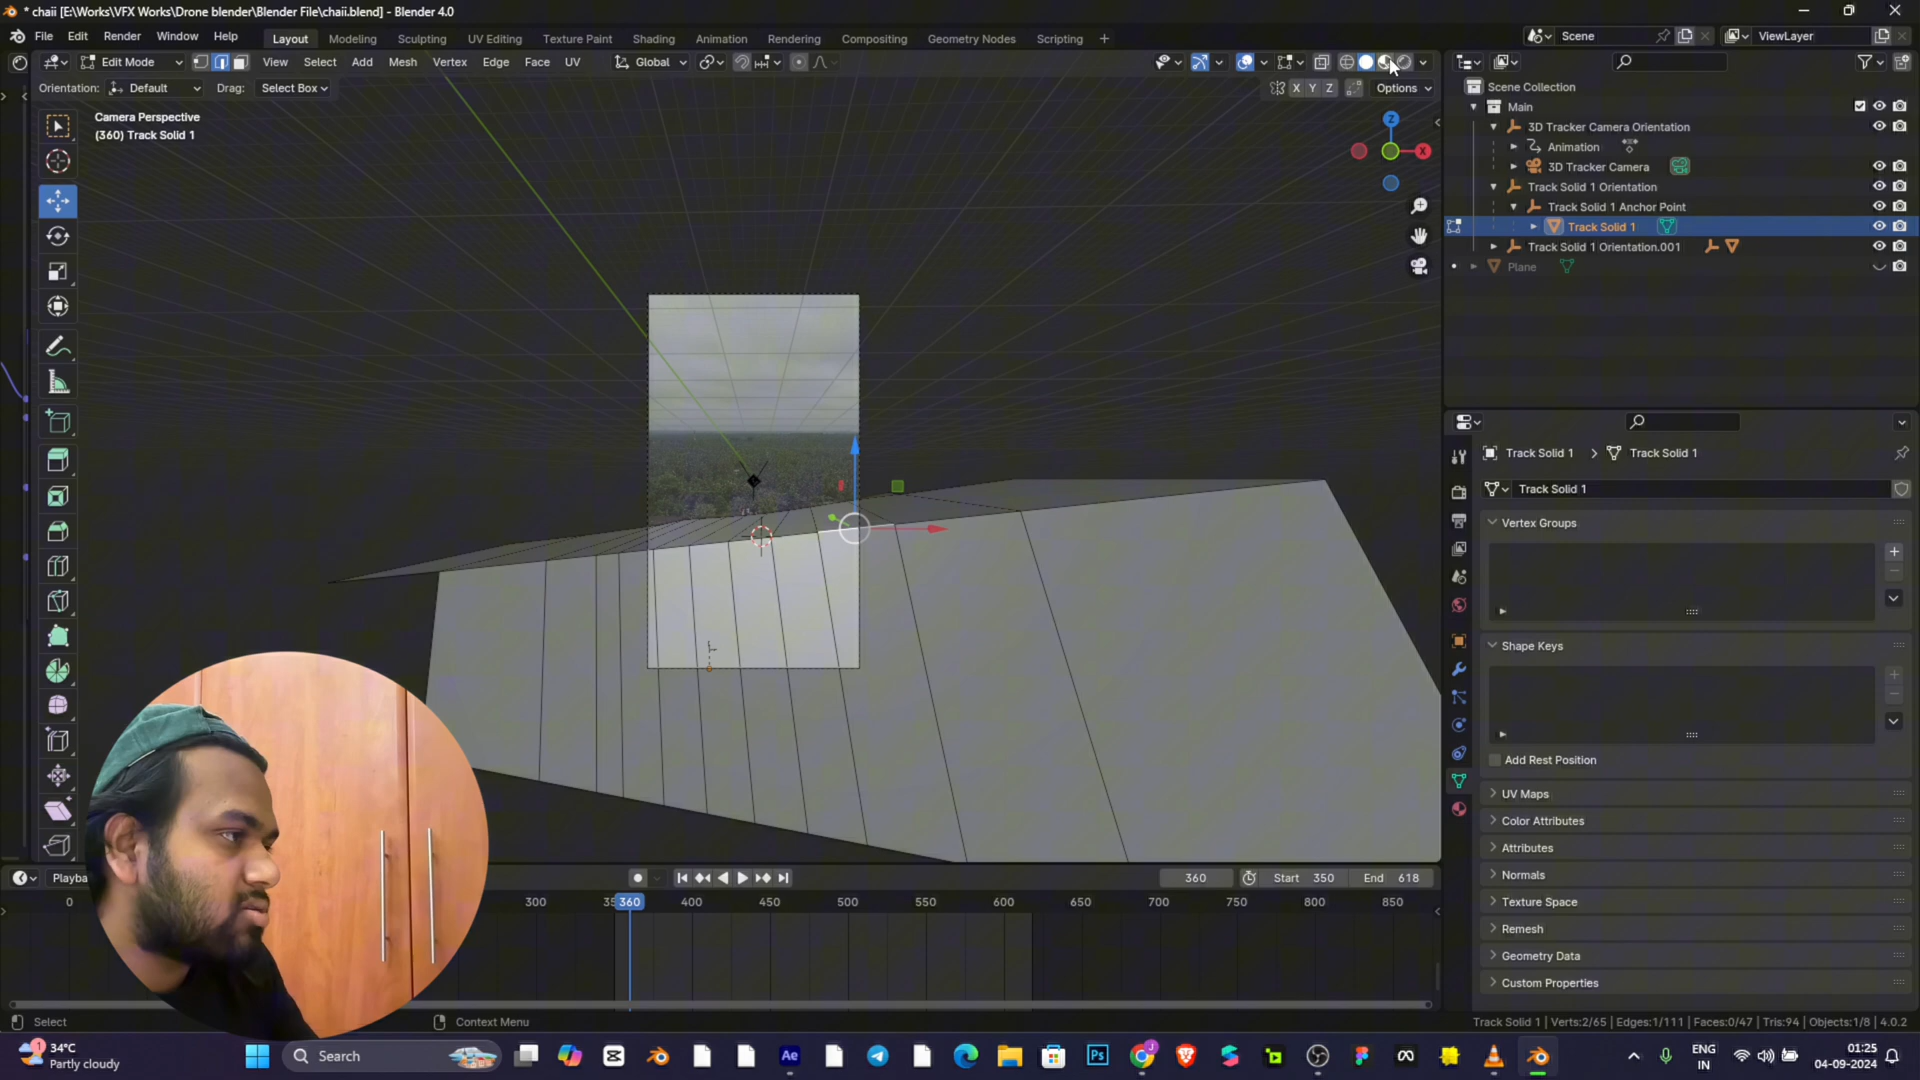 * chaii [E:\Works\VFX Works\Drone blender\Blender File\chaii.blend] - Blender 4.0
File Edit Render Window Help
Layout Modeling Sculpting UV Editing Texture Paint Shading Animation Rendering Compositing Geometry Nodes Scripting +
Scene
ViewLayer
Edit Mode View Select Add Mesh Vertex Edge Face UV
Global
Orientation: Default Drag: Select Box
X Y Z Options
Camera Perspective
(360) Track Solid 1
Z
X
Scene Collection
Main
3D Tracker Camera Orientation
Animation
3D Tracker Camera
Track Solid 1 Orientation
Track Solid 1 Anchor Point
Track Solid 1
Track Solid 1 Orientation.001
Plane
Track Solid 1 > Track Solid 1
Track Solid 1
Vertex Groups
Shape Keys
Add Rest Position
UV Maps
Color Attributes
Attributes
Normals
Texture Space
Remesh
Geometry Data
Custom Properties
Playba
360 Start 350 End 618
0 300 35 360 400 450 500 550 600 650 700 750 800 850
Select Context Menu
Track Solid 1 | Verts:2/65 | Edges:1/111 | Faces:0/47 | Tris:94 | Objects:1/8 | 4.0.2
34°C
Partly cloudy
Search
Ae
Ps
J
ENG
IN
01:25
04-09-2024